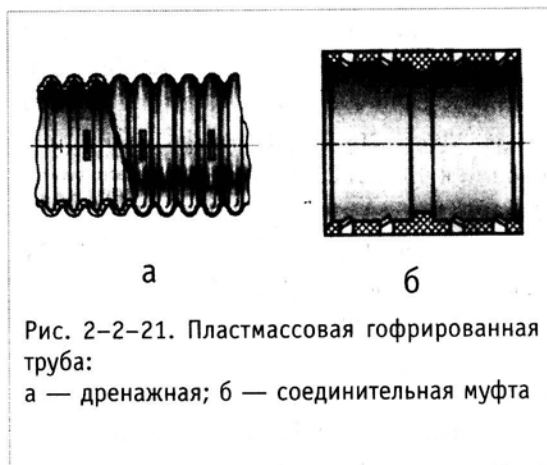 а
б
Рис. 2–2–21. Пластмассовая гофрированная
труба:
а — дренажная; б — соединительная муфта